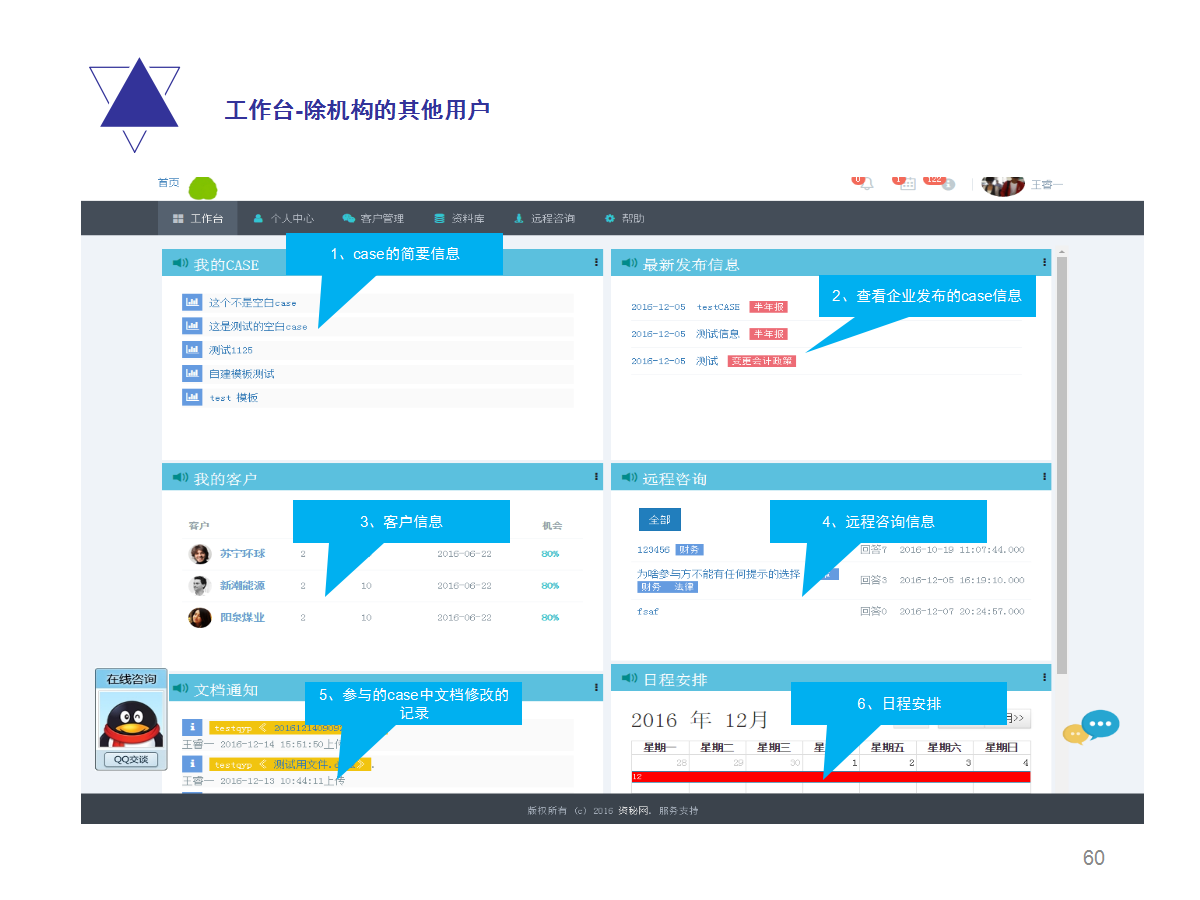 工作台-除机构的其他用户
首页
0
1
122
王睿一
工作台
个人中心
客户管理
资料库
远程咨询
帮助
1、case的简要信息
我的CASE
这个不是空白case
这是测试的空白case
测试1125
自建模板测试
test 模板
最新发布信息
2、查看企业发布的case信息
2016-12-05 testCASE 半年报
2016-12-05 测试信息 半年报
2016-12-05 测试 变更会计政策
我的客户
3、客户信息
客户
机会
苏宁环球 2 2016-06-22 80%
新潮能源 2 10 2016-06-22 80%
阳泉煤业 2 10 2016-06-22 80%
远程咨询
全部
4、远程咨询信息
123456 财务 回答7 2016-10-19 11:07:44.000
为啥参与方不能有任何提示的选择
财务 法律
回答3 2016-12-05 16:19:10.000
fsaf 回答0 2016-12-07 20:24:57.000
在线咨询
QQ交谈
文档通知
5、参与的case中文档修改的
记录
testqyp 《 20161214090
王睿一 2016-12-14 15:51:50上传
testqyp 《 测试用文件.
王睿一 2016-12-13 10:44:11上传
日程安排
6、日程安排
2016 年 12月
月>>
星期一 星期二 星期三 星 星期五 星期六 星期日
28 29 30 1 2 3 4
12
版权所有 (c) 2016 资秘网. 服务支持
60